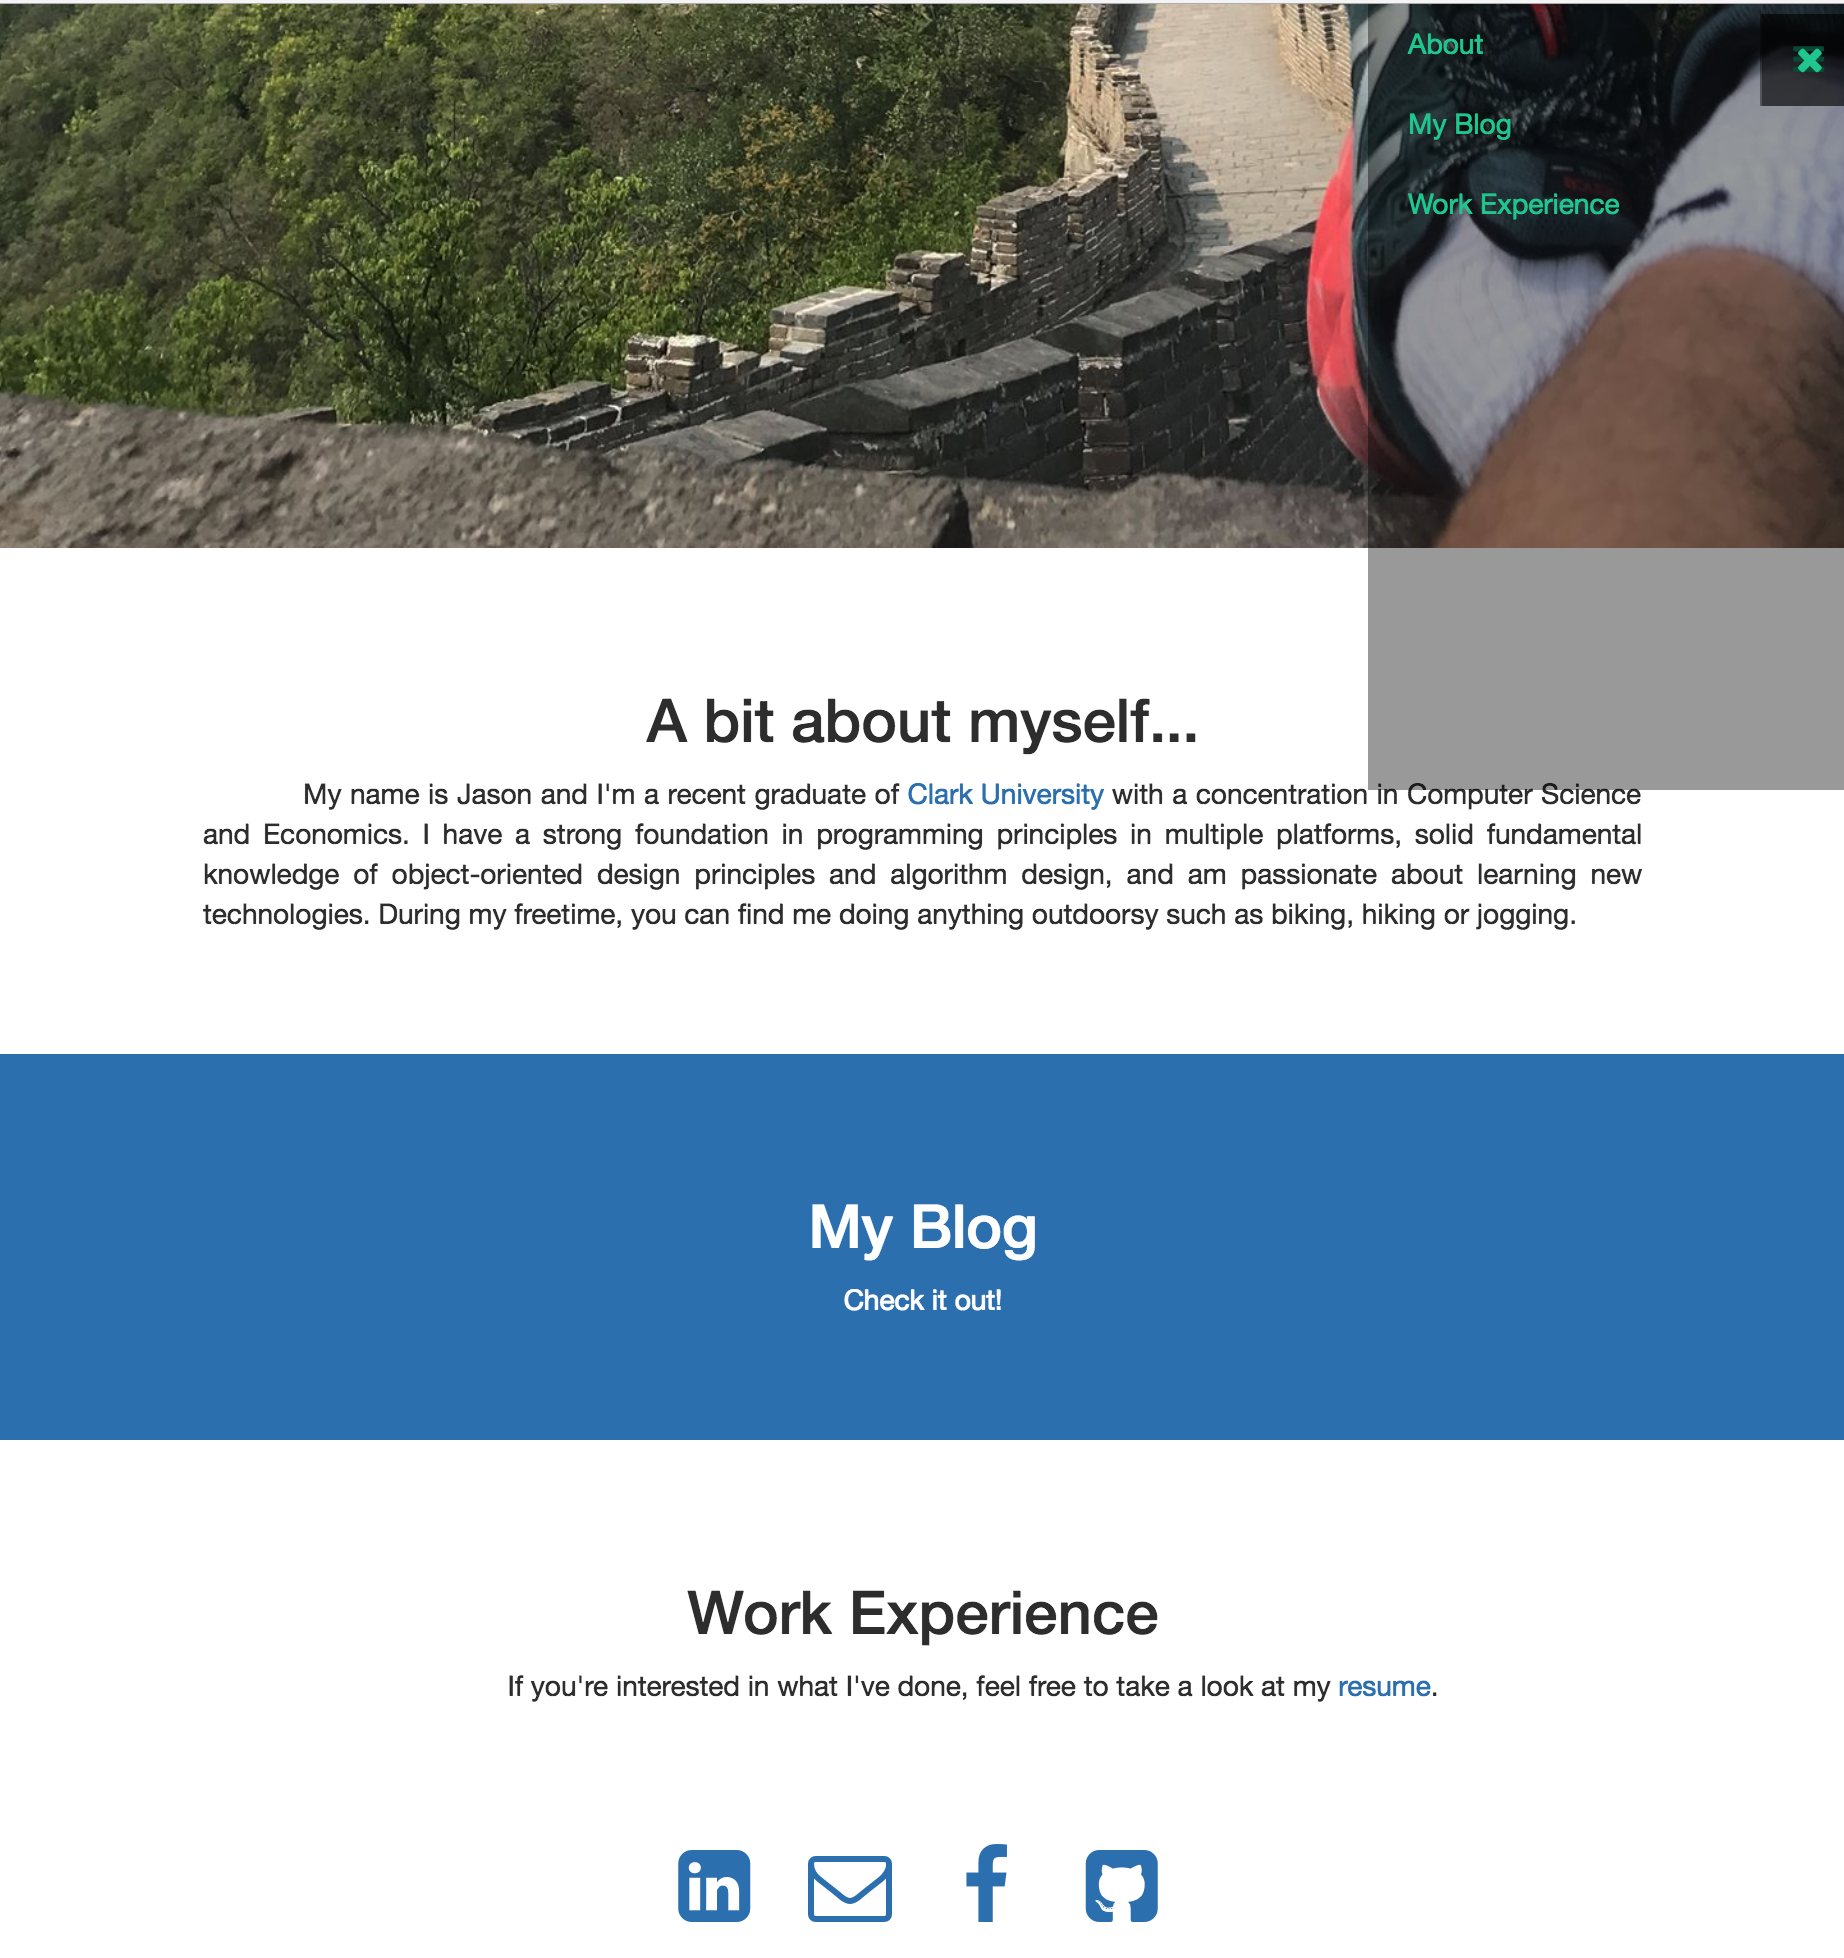 About
My Blog
Work Experience
A bit about myself...
My name is Jason and I'm a recent graduate of Clark University with a concentration in Computer Science
and Economics. I have a strong foundation in programming principles in multiple platforms, solid fundamental
knowledge of object-oriented design principles and algorithm design, and am passionate about learning new
technologies. During my freetime, you can find me doing anything outdoorsy such as biking, hiking or jogging.
My Blog
Check it out!
Work Experience
If you're interested in what I've done, feel free to take a look at my resume.
in
f